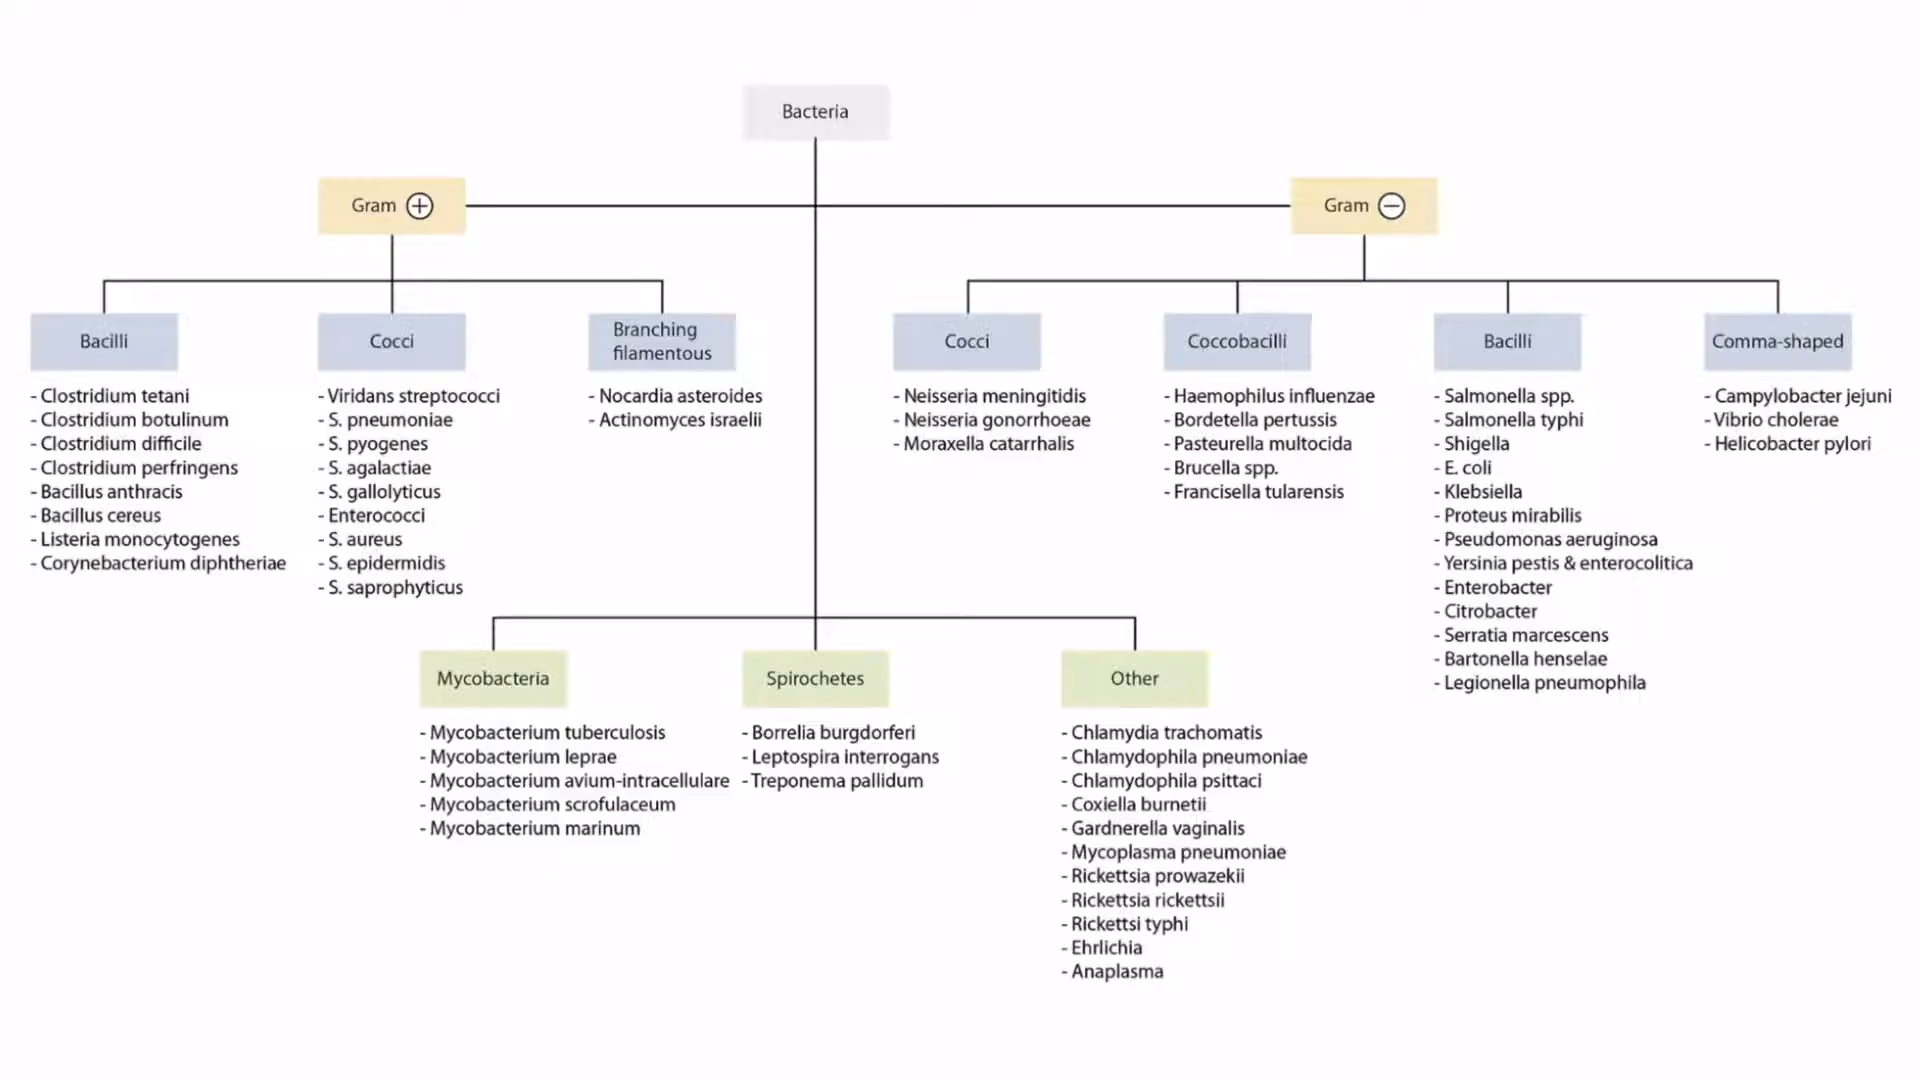 Bacteria
Gram +
Gram −
Bacilli
- Clostridium tetani
- Clostridium botulinum
- Clostridium difficile
- Clostridium perfringens
- Bacillus anthracis
- Bacillus cereus
- Listeria monocytogenes
- Corynebacterium diphtheriae
Cocci
- Viridans streptococci
- S. pneumoniae
- S. pyogenes
- S. agalactiae
- S. gallolyticus
- Enterococci
- S. aureus
- S. epidermidis
- S. saprophyticus
Branching
filamentous
- Nocardia asteroides
- Actinomyces israelii
Cocci
- Neisseria meningitidis
- Neisseria gonorrhoeae
- Moraxella catarrhalis
Coccobacilli
- Haemophilus influenzae
- Bordetella pertussis
- Pasteurella multocida
- Brucella spp.
- Francisella tularensis
Bacilli
- Salmonella spp.
- Salmonella typhi
- Shigella
- E. coli
- Klebsiella
- Proteus mirabilis
- Pseudomonas aeruginosa
- Yersinia pestis & enterocolitica
- Enterobacter
- Citrobacter
- Serratia marcescens
- Bartonella henselae
- Legionella pneumophila
Comma-shaped
- Campylobacter jejuni
- Vibrio cholerae
- Helicobacter pylori
Mycobacteria
- Mycobacterium tuberculosis
- Mycobacterium leprae
- Mycobacterium avium-intracellulare
- Mycobacterium scrofulaceum
- Mycobacterium marinum
Spirochetes
- Borrelia burgdorferi
- Leptospira interrogans
- Treponema pallidum
Other
- Chlamydia trachomatis
- Chlamydophila pneumoniae
- Chlamydophila psittaci
- Coxiella burnetii
- Gardnerella vaginalis
- Mycoplasma pneumoniae
- Rickettsia prowazekii
- Rickettsia rickettsii
- Rickettsi typhi
- Ehrlichia
- Anaplasma